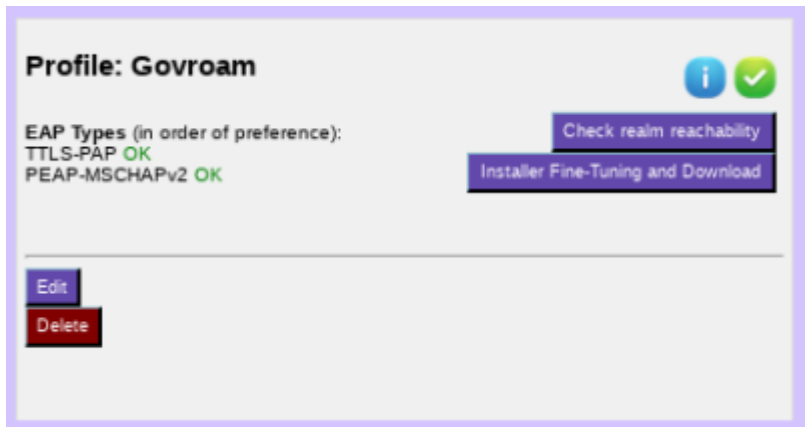 Profile: Govroam
i
EAP Types (in order of preference):
TTLS-PAP OK
PEAP-MSCHAPv2 OK
Check realm reachability
Installer Fine-Tuning and Download
Edit
Delete